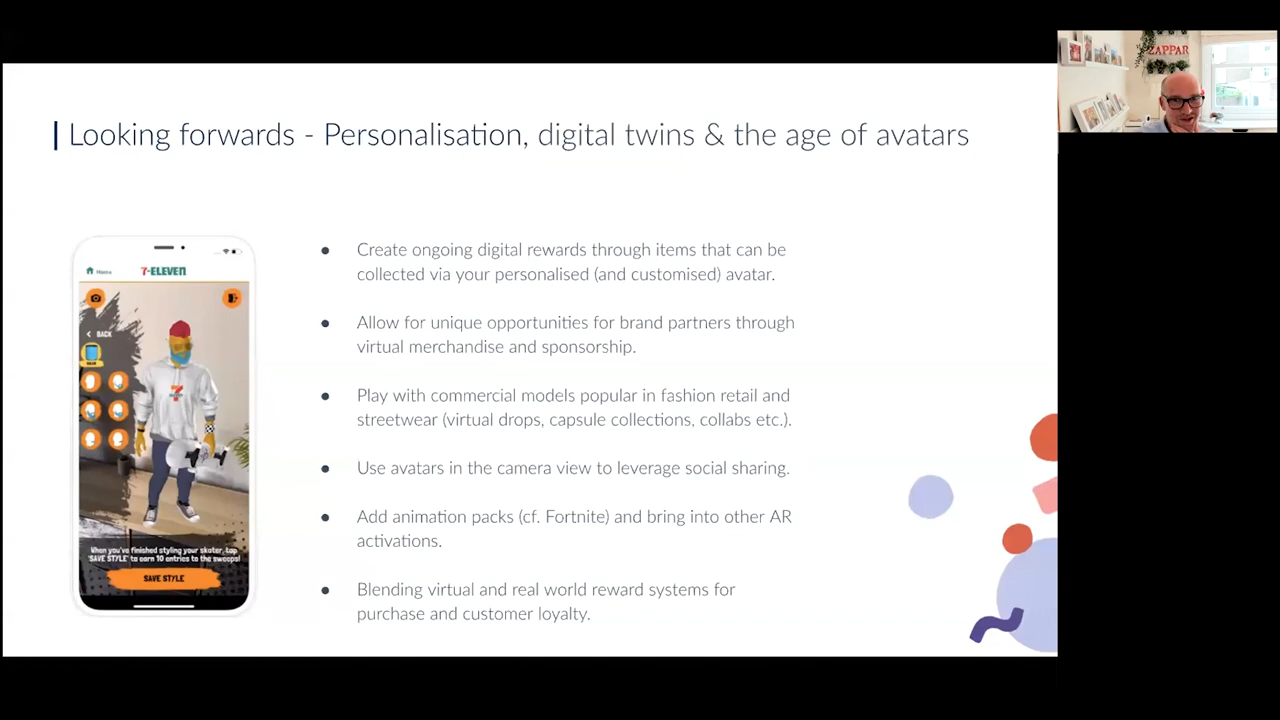 Looking forwards - Personalisation, digital twins & the age of avatars
ZAPPAR
Home
7-ELEVEN
BACK
When you've finished styling your skater, tap
'SAVE STYLE' to earn 10 entries to the sweeps!
SAVE STYLE
● Create ongoing digital rewards through items that can be
collected via your personalised (and customised) avatar.
● Allow for unique opportunities for brand partners through
virtual merchandise and sponsorship.
● Play with commercial models popular in fashion retail and
streetwear (virtual drops, capsule collections, collabs etc.).
● Use avatars in the camera view to leverage social sharing.
● Add animation packs (cf. Fortnite) and bring into other AR
activations.
● Blending virtual and real world reward systems for
purchase and customer loyalty.